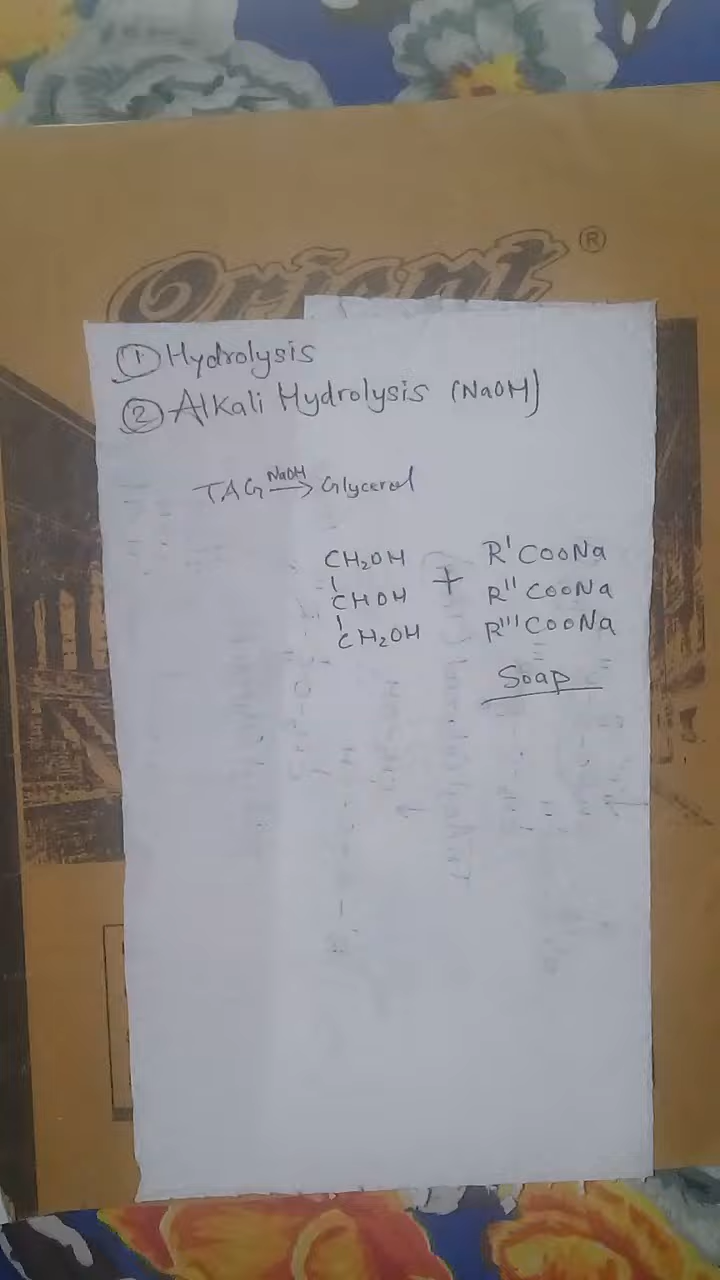 Orient ®
① Hydrolysis
② Alkali Hydrolysis (NaOH)
TAG NaOH→ Glycerol
CH₂OH
CHOH
CH₂OH
+
R' COONa
R'' COONa
R''' COONa
Soap